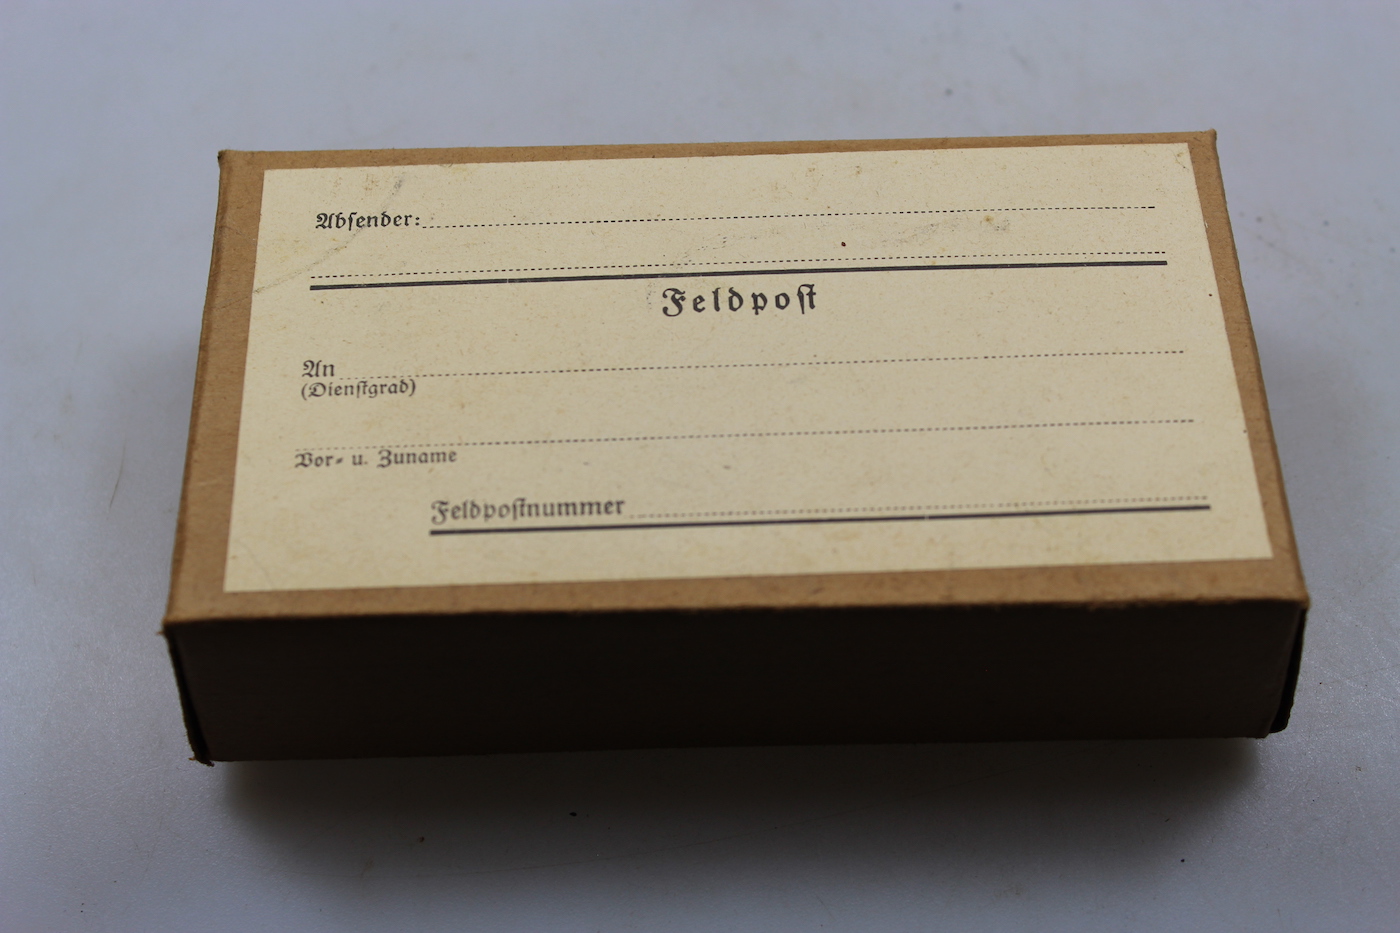 Absender:
Feldpost
An
(Dienstgrad)
Vor- u. Zuname
Feldpostnummer